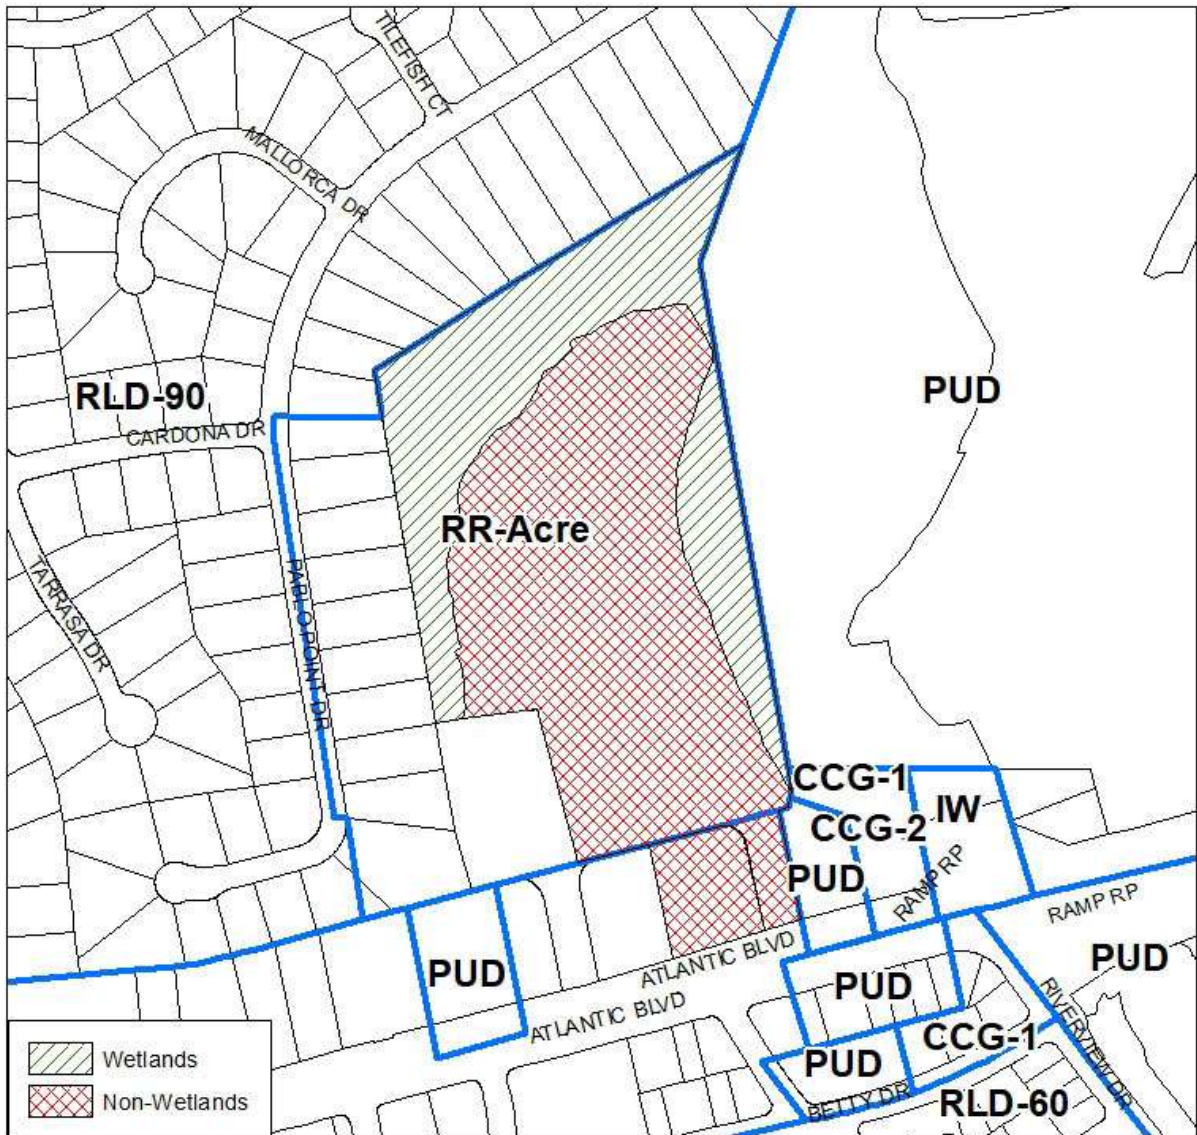 TILEFISH CT
MALLORCA DR
RLD-90
CARDONA DR
PUD
RR-Acre
TARRASA DR
PABLO POINT DR
CCG-1
IW
CCG-2
PUD
RAMP RP
RAMP RP
ATLANTIC BLVD
PUD
PUD
PUD
ATLANTIC BLVD
RIVERVIEW DR
CCG-1
PUD
BETTY DR
RLD-60
Wetlands
Non-Wetlands